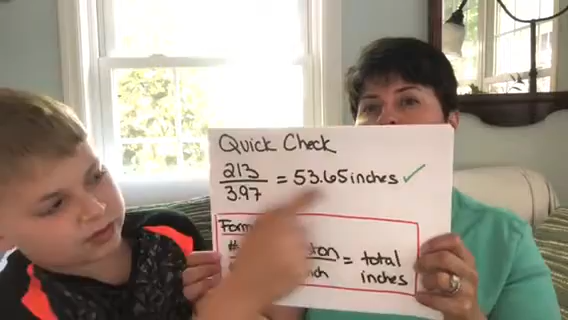 Quick Check
213
3.97 = 53.65 inches ✓
Form
#
= total
inches